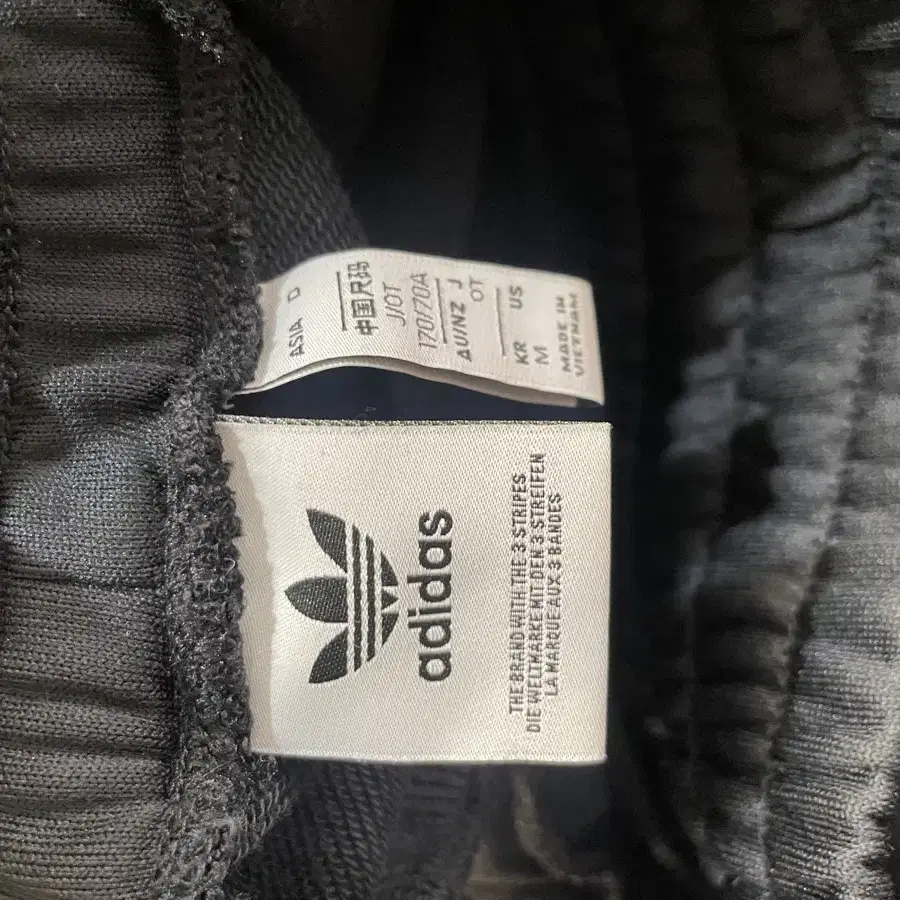 ASIA D
中国尺码
J/OT
170/70A
AU/NZ J
OT
KR US
M
MADE IN
VIETNAM
adidas
THE BRAND WITH THE 3 STRIPES
DIE WELTMARKE MIT DEN 3 STREIFEN
LA MARQUE AUX 3 BANDES